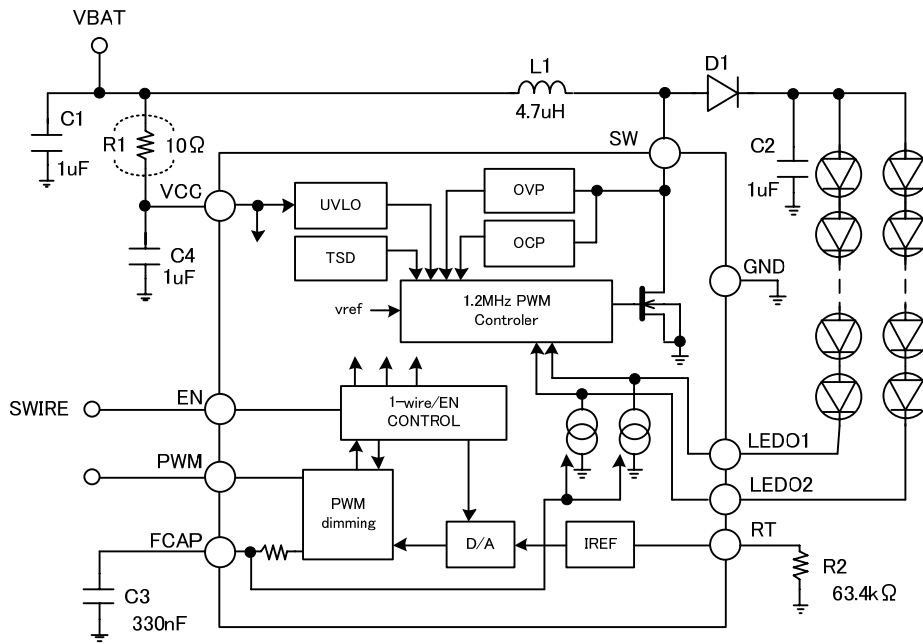 VBAT
L1
4.7uH
D1
C1
1uF
R1
10Ω
SW
C2
1uF
VCC
UVLO
OVP
TSD
OCP
C4
1uF
GND
vref
1.2MHz PWM
Controler
EN
SWIRE
1-wire/EN
CONTROL
LEDO1
PWM
LEDO2
PWM
dimming
FCAP
D/A
IREF
RT
R2
63.4kΩ
C3
330nF